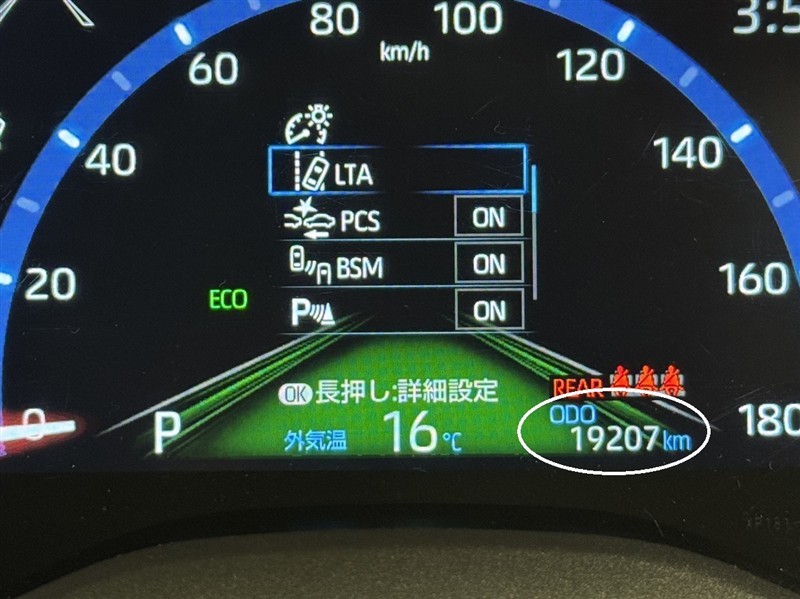 80
100
km/h
3:5
60
120
LTA
40
140
PCS ON
BSM ON
20
160
ECO
P ON
OK 長押し:詳細設定
REAR
ODO
0
P
外気温 16℃
19207 km
180